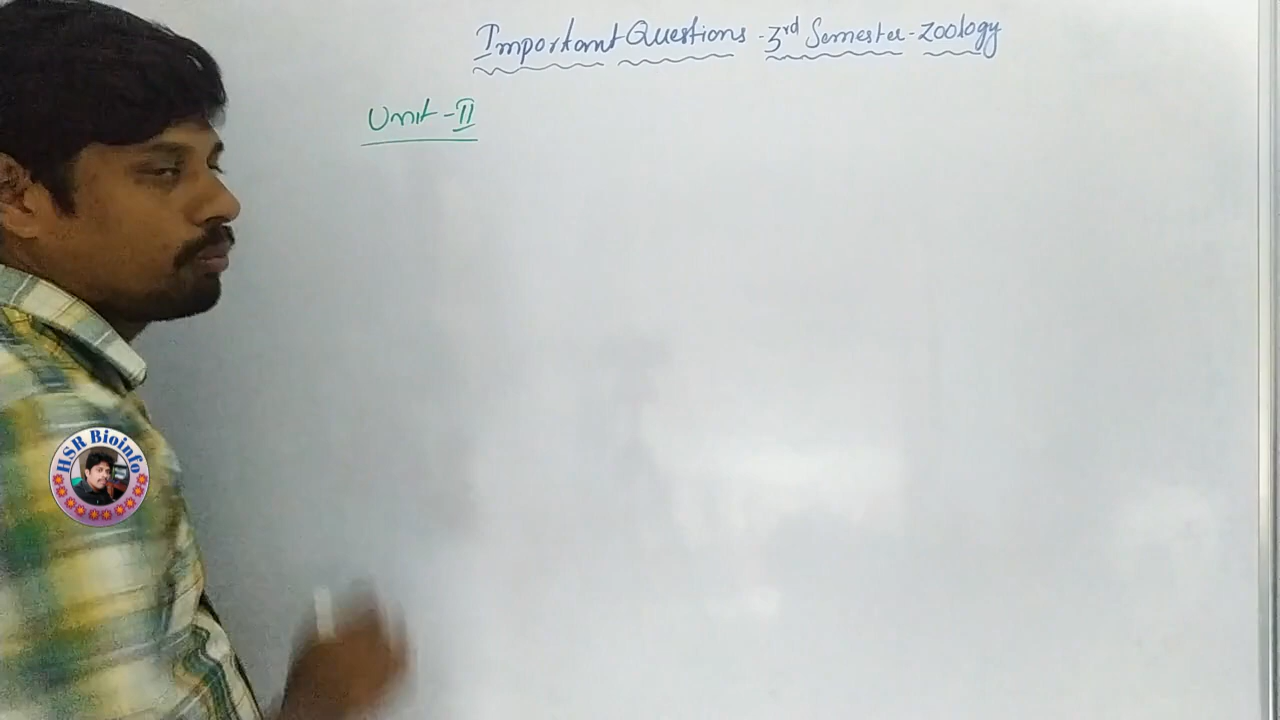 Important Questions - 3rd Semester - Zoology
Unit - II
HSR Bioinfo